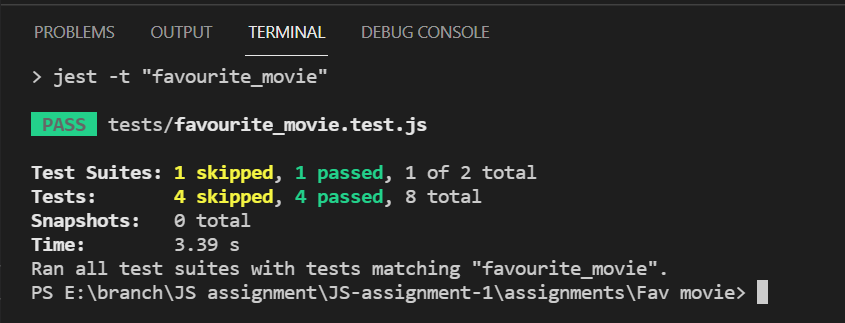 PROBLEMS OUTPUT TERMINAL DEBUG CONSOLE
> jest -t "favourite_movie"
PASS tests/favourite_movie.test.js
Test Suites: 1 skipped, 1 passed, 1 of 2 total
Tests: 4 skipped, 4 passed, 8 total
Snapshots: 0 total
Time: 3.39 s
Ran all test suites with tests matching "favourite_movie".
PS E:\branch\JS assignment\JS-assignment-1\assignments\Fav movie>